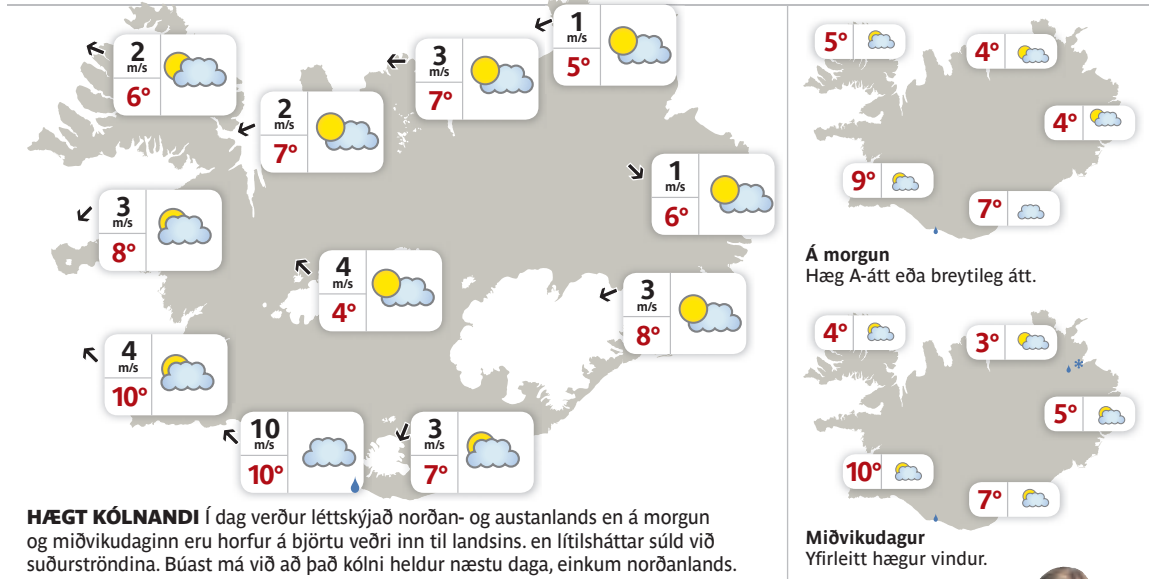 2
m/s
6°
2
m/s
7°
3
m/s
7°
1
m/s
5°
3
m/s
8°
4
m/s
4°
1
m/s
6°
3
m/s
8°
4
m/s
10°
10
m/s
10°
3
m/s
7°
HÆGT KÓLNANDI Í dag verður léttskýjað norðan- og austanlands en á morgun
og miðvikudaginn eru horfur á björtu veðri inn til landsins. en lítilsháttar súld við
suðurströndina. Búast má við að það kólni heldur næstu daga, einkum norðanlands.
5°
4°
4°
9°
7°
Á morgun
Hæg A-átt eða breytileg átt.
4°
3°
5°
10°
7°
Miðvikudagur
Yfirleitt hægur vindur.